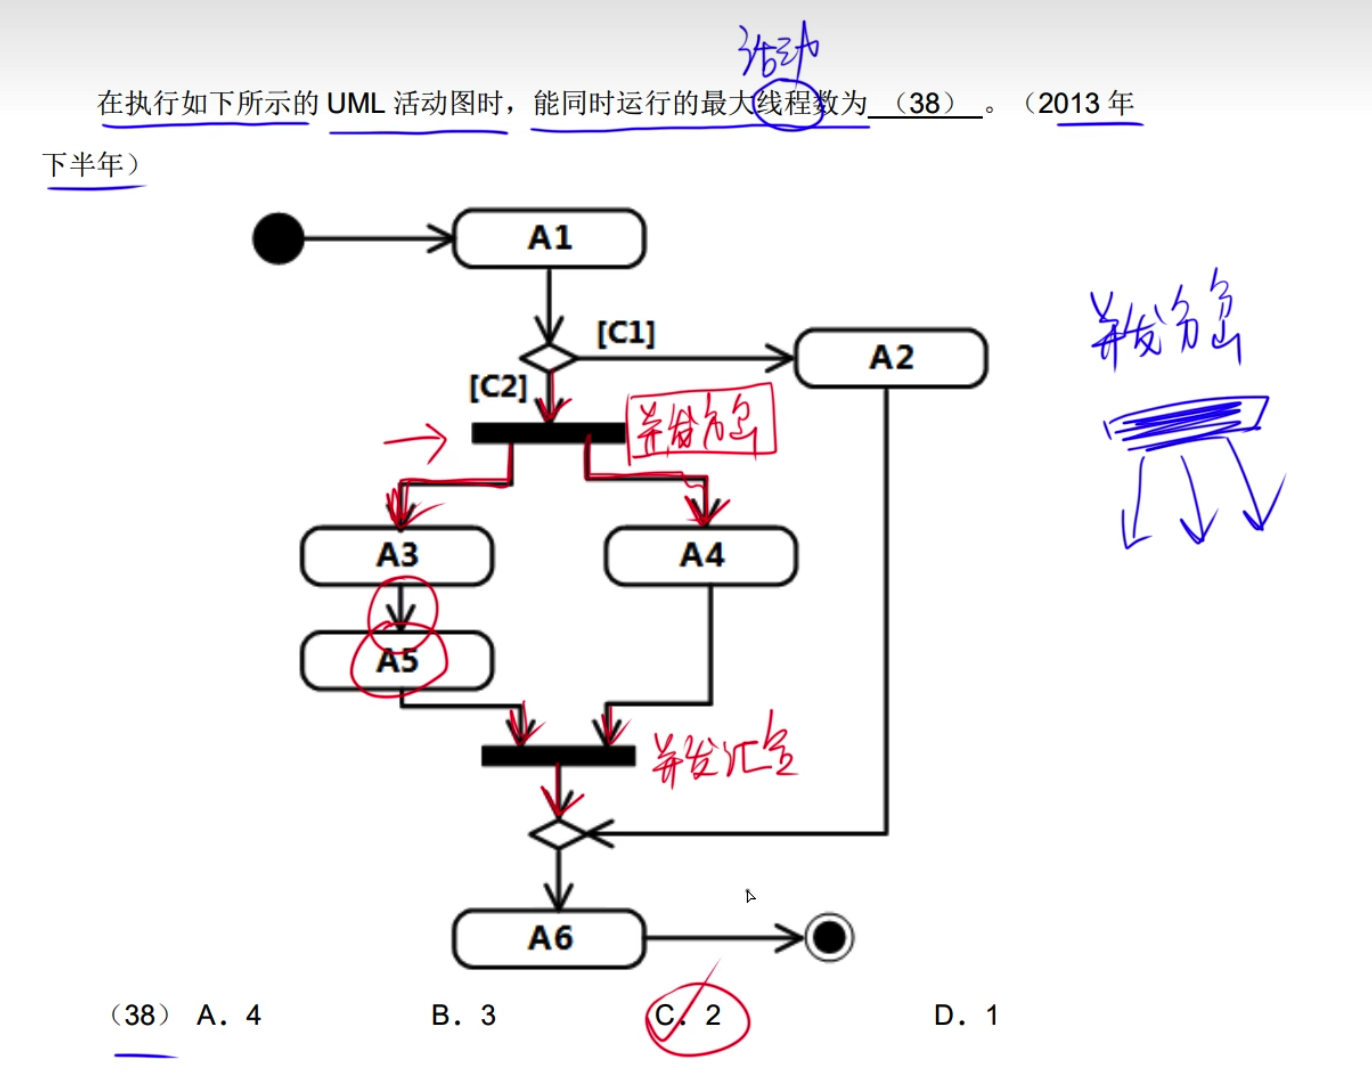 活动
在执行如下所示的 UML 活动图时，能同时运行的最大线程数为 （38） 。（2013 年
下半年）
A1
[C1]
A2
[C2]
并发分岔
并发分岔
A3
A4
A5
并发汇合
A6
（38） A．4 B．3 C．2 D．1